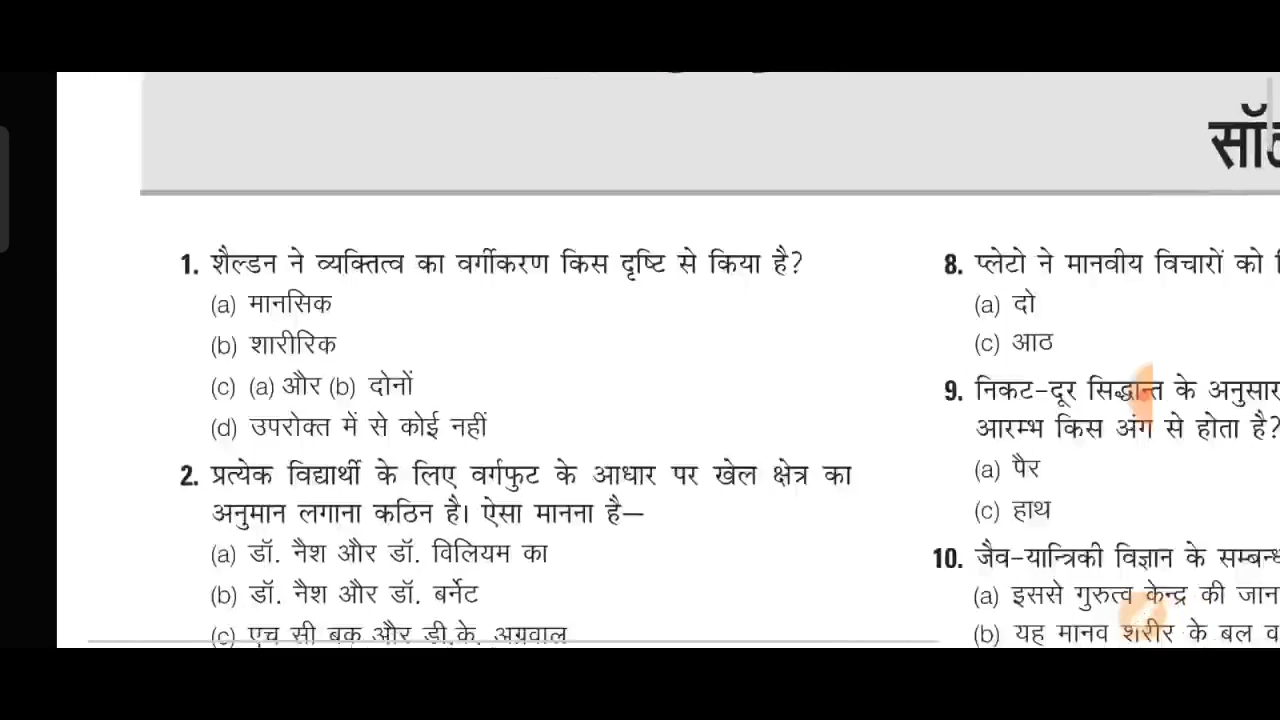 1. शैल्डन ने व्यक्तित्व का वर्गीकरण किस दृष्टि से किया है?
(a) मानसिक
(b) शारीरिक
(c) (a) और (b) दोनों
(d) उपरोक्त में से कोई नहीं
2. प्रत्येक विद्यार्थी के लिए वर्गफुट के आधार पर खेल क्षेत्र का
अनुमान लगाना कठिन है। ऐसा मानना है—
(a) डॉ. नैश और डॉ. विलियम का
(b) डॉ. नैश और डॉ. बर्नेट
(c) एच सी बक और डी.के. अग्रवाल
8. प्लेटो ने मानवीय विचारों को
(a) दो
(c) आठ
9. निकट-दूर सिद्धान्त के अनुसार
आरम्भ किस अंग से होता है?
(a) पैर
(c) हाथ
10. जैव-यान्त्रिकी विज्ञान के
(a) इससे गुरुत्व केन्द्र की
(b) यह मानव शरीर के बल